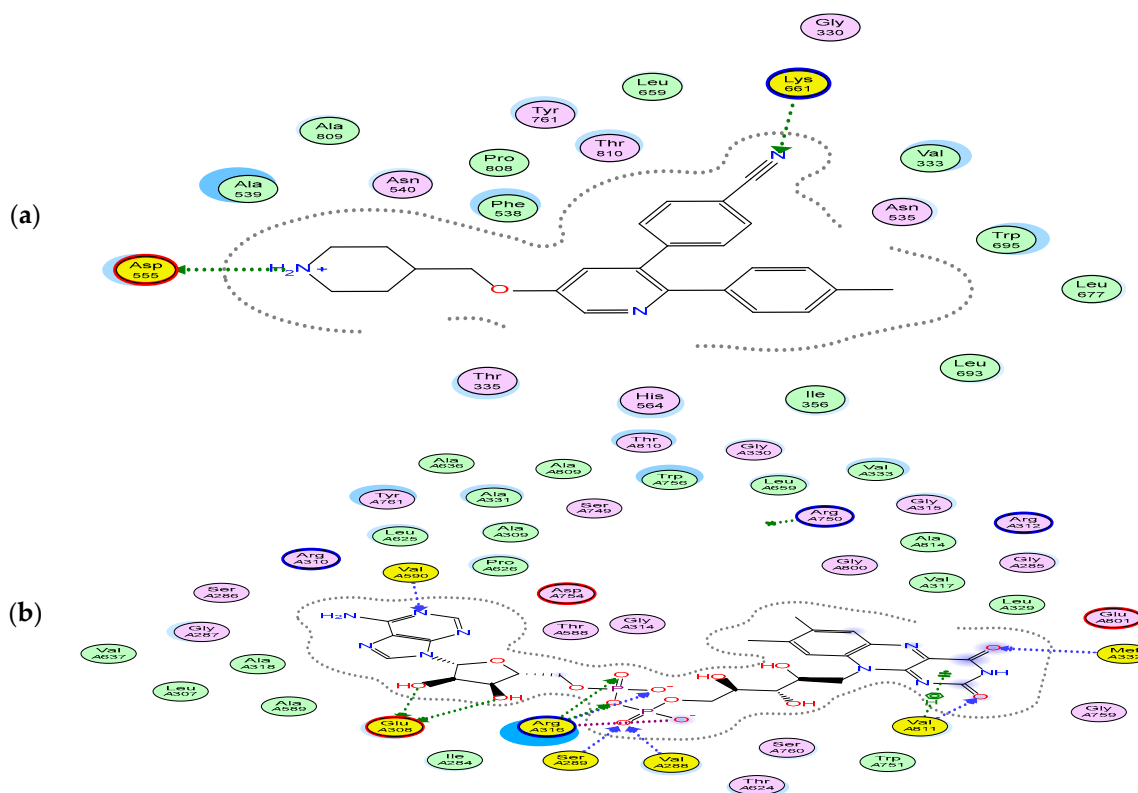 Gly
330
Lys
661
Leu
659
Tyr
761
Thr
810
Ala
809
Pro
808
Asn
540
Ala
539
Phe
538
Val
333
Asn
535
Trp
695
Leu
677
(a)
N
H2N+
Asp
555
O
N
Leu
693
Ile
356
Thr
335
His
564
Thr
A810
Gly
A330
Ala
A636
Ala
A809
Trp
A756
Leu
A659
Val
A333
Tyr
A761
Ala
A331
Ser
A749
Arg
A750
Gly
A315
Arg
A312
Leu
A625
Ala
A309
Ala
A814
Arg
A310
Val
A590
Pro
A626
Gly
A800
Gly
A285
Val
A317
Ser
A286
Asp
A754
Leu
A329
Glu
A801
(b)
H2N
N
N
N
N
Gly
A287
Thr
A588
Gly
A314
N
O
Met
A332
Val
A637
Ala
A318
O
HO
HO
NH
N
N
Leu
A307
Ala
A589
OH
OH
O
P
O
O-
O
P
O
O
O-
HO
OH
OH
O
Gly
A759
Glu
A308
Arg
A316
Val
A811
Ile
A284
Ser
A289
Val
A288
Ser
A760
Trp
A751
Thr
A624